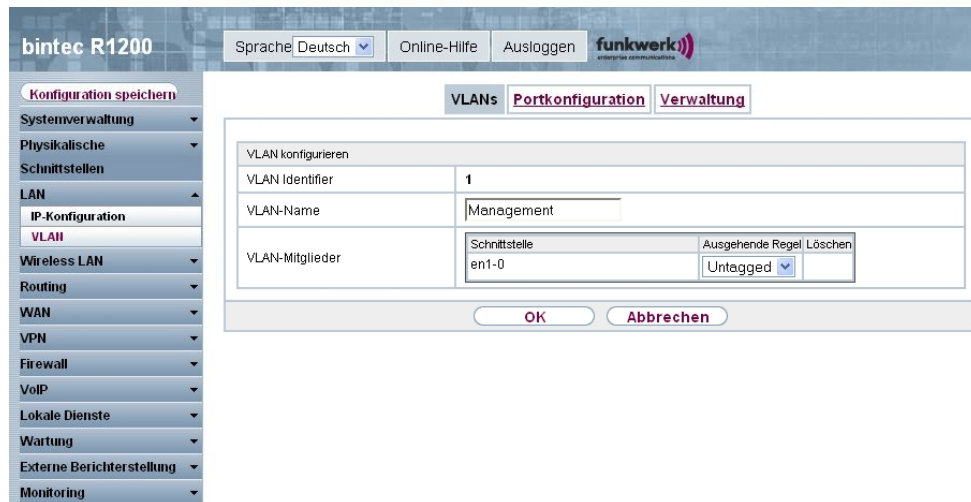 bintec R1200
Sprache Deutsch
Online-Hilfe
Ausloggen
funkwerk
enterprise communications
Konfiguration speichern
Systemverwaltung
Physikalische
Schnittstellen
LAN
IP-Konfiguration
VLAN
Wireless LAN
Routing
WAN
VPN
Firewall
VoIP
Lokale Dienste
Wartung
Externe Berichterstellung
Monitoring
VLANs
Portkonfiguration
Verwaltung
VLAN konfigurieren
VLAN Identifier
1
VLAN-Name
Management
VLAN-Mitglieder
Schnittstelle
Ausgehende Regel
Löschen
en1-0
Untagged
OK
Abbrechen